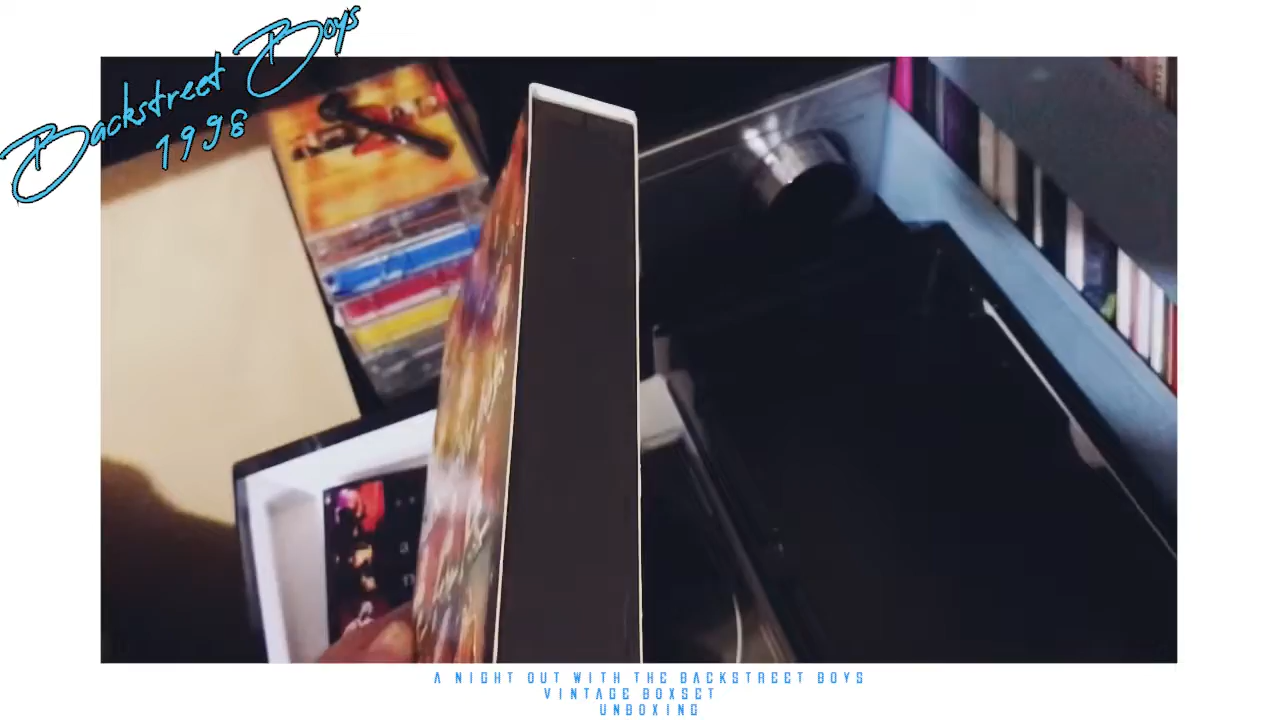 Backstreet Boys
1998
A NIGHT OUT WITH THE BACKSTREET BOYS
VINTAGE BOXSET
UNBOXING